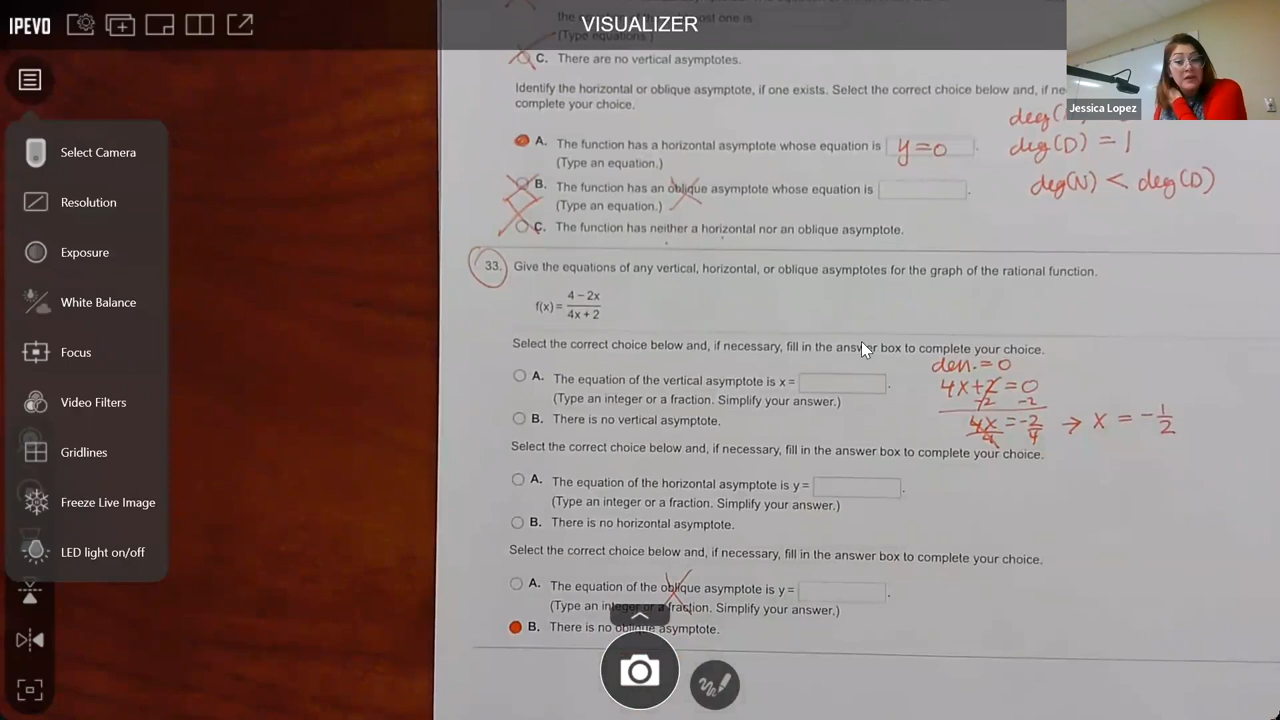 IPEVO
VISUALIZER
(Type equations.)
C. There are no vertical asymptotes.
Jessica Lopez
Identify the horizontal or oblique asymptote, if one exists. Select the correct choice below and, if ne
complete your choice.
deg(
A. The function has a horizontal asymptote whose equation is y=0.
(Type an equation.)
deg(D) = 1
B. The function has an oblique asymptote whose equation is .
(Type an equation.)
deg(N) < deg(D)
C. The function has neither a horizontal nor an oblique asymptote.
33. Give the equations of any vertical, horizontal, or oblique asymptotes for the graph of the rational function.
f(x) = 4 – 2x
4x + 2
Select the correct choice below and, if necessary, fill in the answer box to complete your choice.
den. = 0
A. The equation of the vertical asymptote is x = .
(Type an integer or a fraction. Simplify your answer.)
4x+2 = 0
-2 -2
B. There is no vertical asymptote.
4x = -2 → x = -1/2
4 4
Select the correct choice below and, if necessary, fill in the answer box to complete your choice.
A. The equation of the horizontal asymptote is y = .
(Type an integer or a fraction. Simplify your answer.)
B. There is no horizontal asymptote.
Select the correct choice below and, if necessary, fill in the answer box to complete your choice.
A. The equation of the oblique asymptote is y = .
(Type an integer or a fraction. Simplify your answer.)
B. There is no oblique asymptote.
Select Camera
Resolution
Exposure
White Balance
Focus
Video Filters
Gridlines
Freeze Live Image
LED light on/off